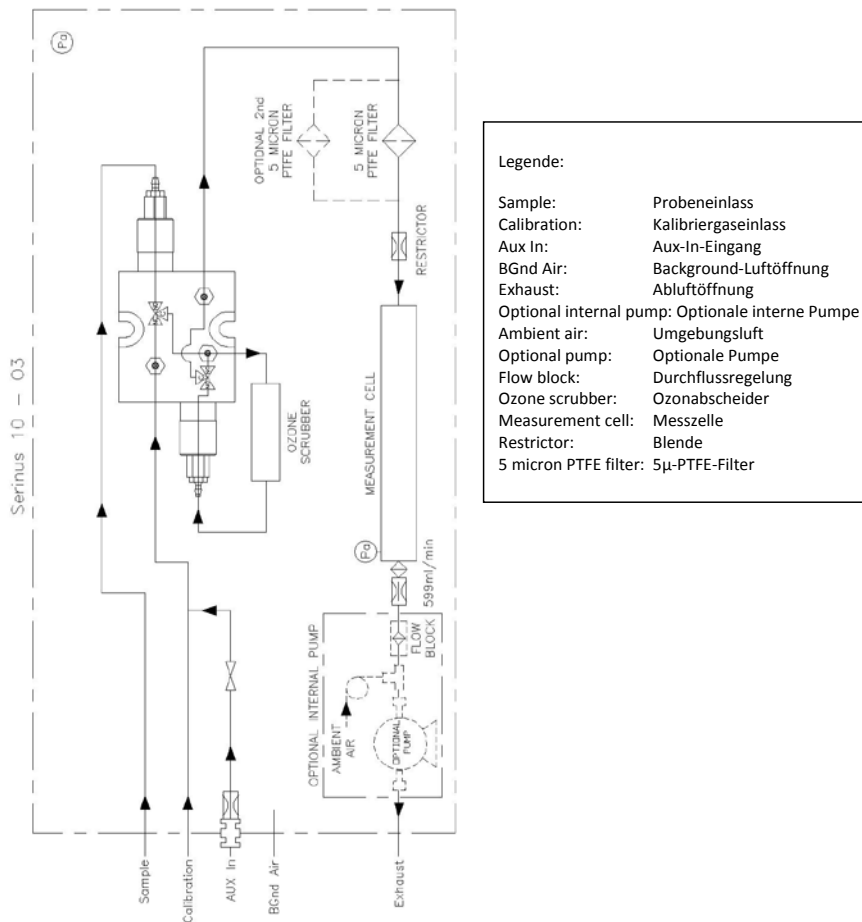 Serinus 10 - O3
Pa
OPTIONAL 2nd
5 MICRON
PTFE FILTER
5 MICRON
PTFE FILTER
RESTRICTOR
OZONE
SCRUBBER
MEASUREMENT CELL
Pa
599ml/min
OPTIONAL INTERNAL PUMP
FLOW
BLOCK
AMBIENT
AIR
OPTIONAL
PUMP
Sample
Calibration
AUX In
BGnd Air
Exhaust
Legende:
Sample: Probeneinlass
Calibration: Kalibriergaseinlass
Aux In: Aux-In-Eingang
BGnd Air: Background-Luftöffnung
Exhaust: Abluftöffnung
Optional internal pump: Optionale interne Pumpe
Ambient air: Umgebungsluft
Optional pump: Optionale Pumpe
Flow block: Durchflussregelung
Ozone scrubber: Ozonabscheider
Measurement cell: Messzelle
Restrictor: Blende
5 micron PTFE filter: 5µ-PTFE-Filter